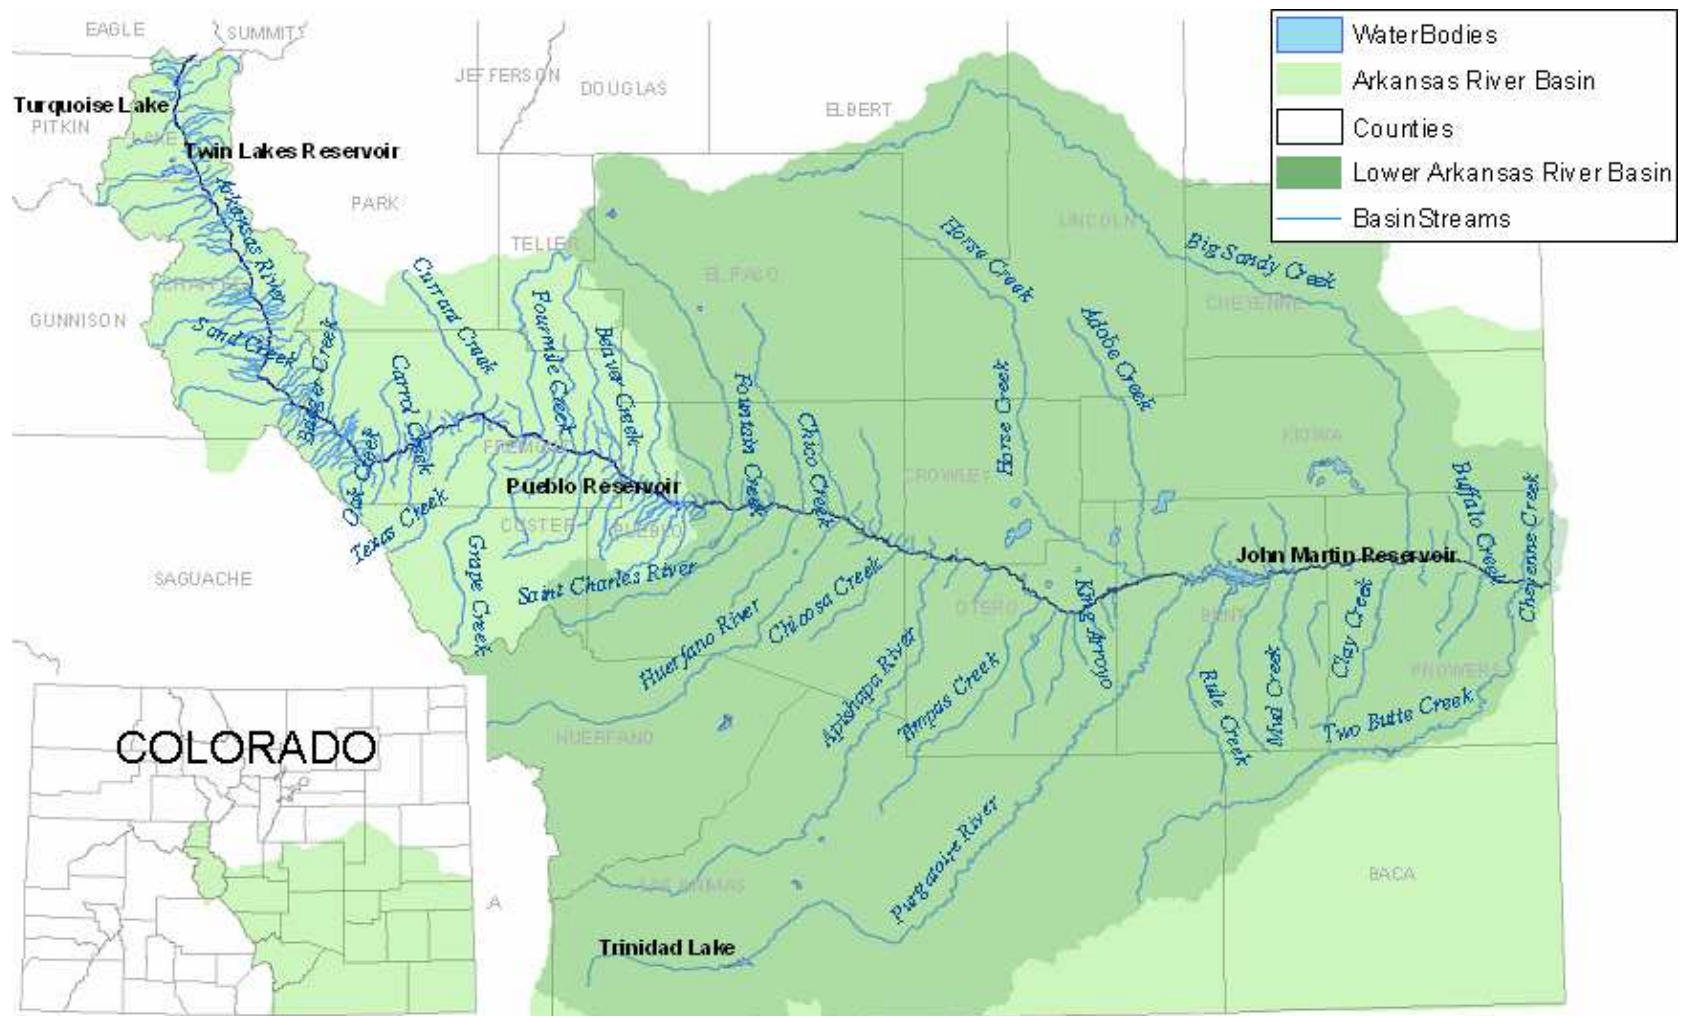 EAGLE
SUMMIT
WaterBodies
Arkansas River Basin
Counties
Lower Arkansas River Basin
BasinStreams
JEFFERSON
DOUGLAS
ELBERT
Turquoise Lake
PITKIN
LAKE
Twin Lakes Reservoir
PARK
Arkansas River
TELLER
LINCOLN
Horse Creek
Big Sandy Creek
EL PASO
CHEYENNE
CHAFFEE
GUNNISON
Sand Creek
Badger Creek
Currant Creek
Fourmile Creek
Beaver Creek
Adobe Creek
Carrol Creek
Fountain Creek
Chico Creek
Horse Creek
KIOWA
FREMONT
CROWLEY
Oak Creek
Pueblo Reservoir
Buffalo Creek
Cheyenne Creek
Texas Creek
CUSTER
PUEBLO
John Martin Reservoir
SAGUACHE
Grape Creek
Saint Charles River
Chicosa Creek
OTERO
King Arroyo
BENT
Clay Creek
Huerfano River
Apishapa River
Timpas Creek
Rule Creek
Mud Creek
PROWERS
Two Butte Creek
HUERFANO
COLORADO
Purgatoire River
LAS ANIMAS
BACA
A
Trinidad Lake